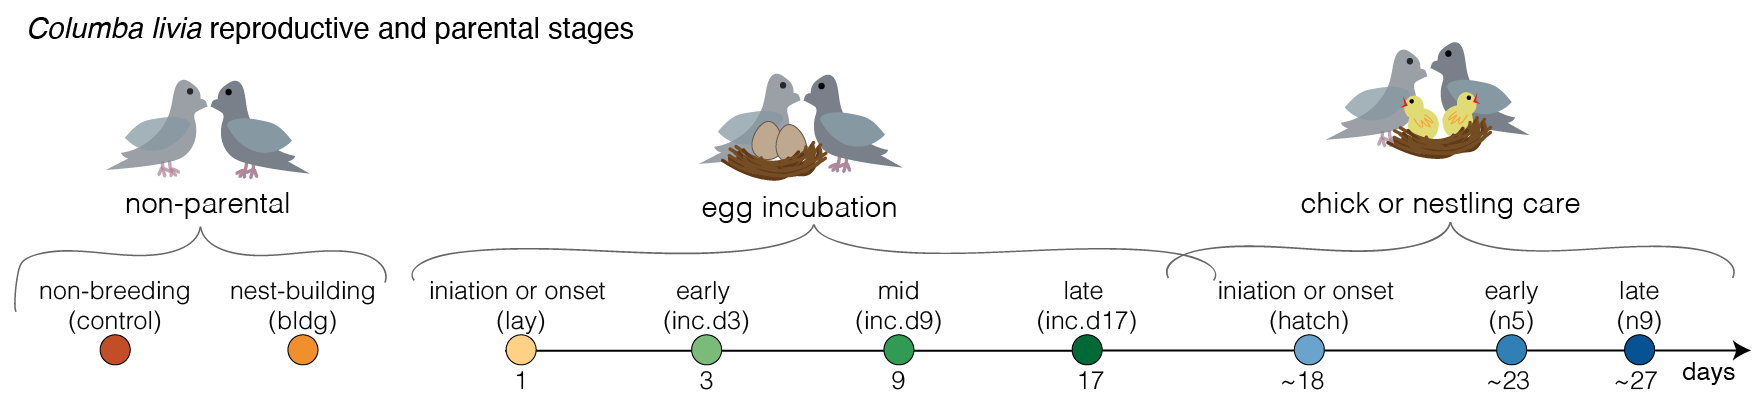 Columba livia reproductive and parental stages
non-parental
egg incubation
chick or nestling care
non-breeding
(control)
nest-building
(bldg)
iniation or onset
(lay)
early
(inc.d3)
mid
(inc.d9)
late
(inc.d17)
iniation or onset
(hatch)
early
(n5)
late
(n9)
1
3
9
17
~18
~23
~27
days